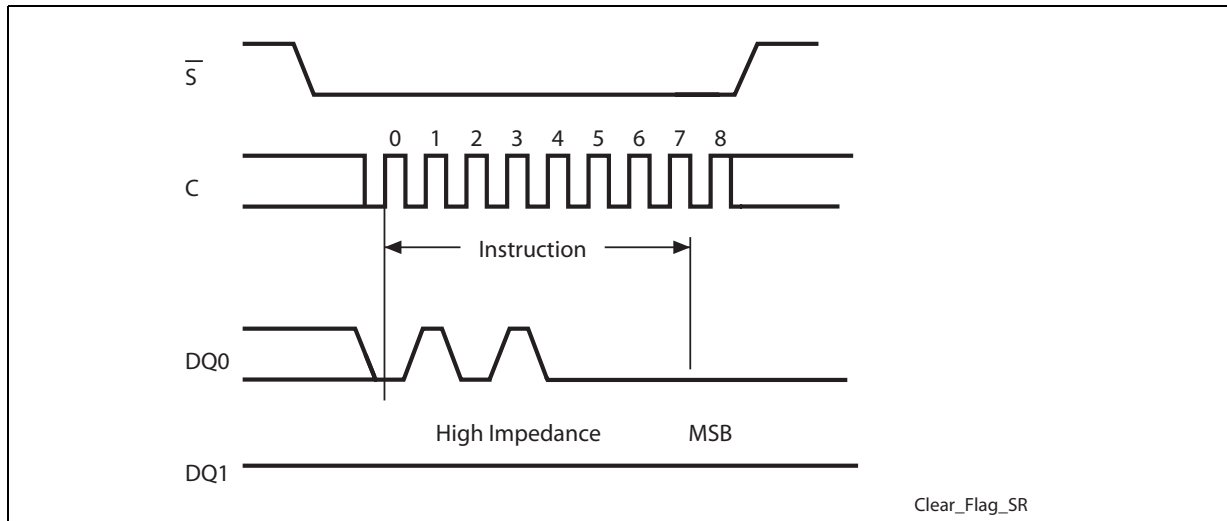 S
0 1 2 3 4 5 6 7 8
C
Instruction
DQ0
High Impedance MSB
DQ1
Clear_Flag_SR